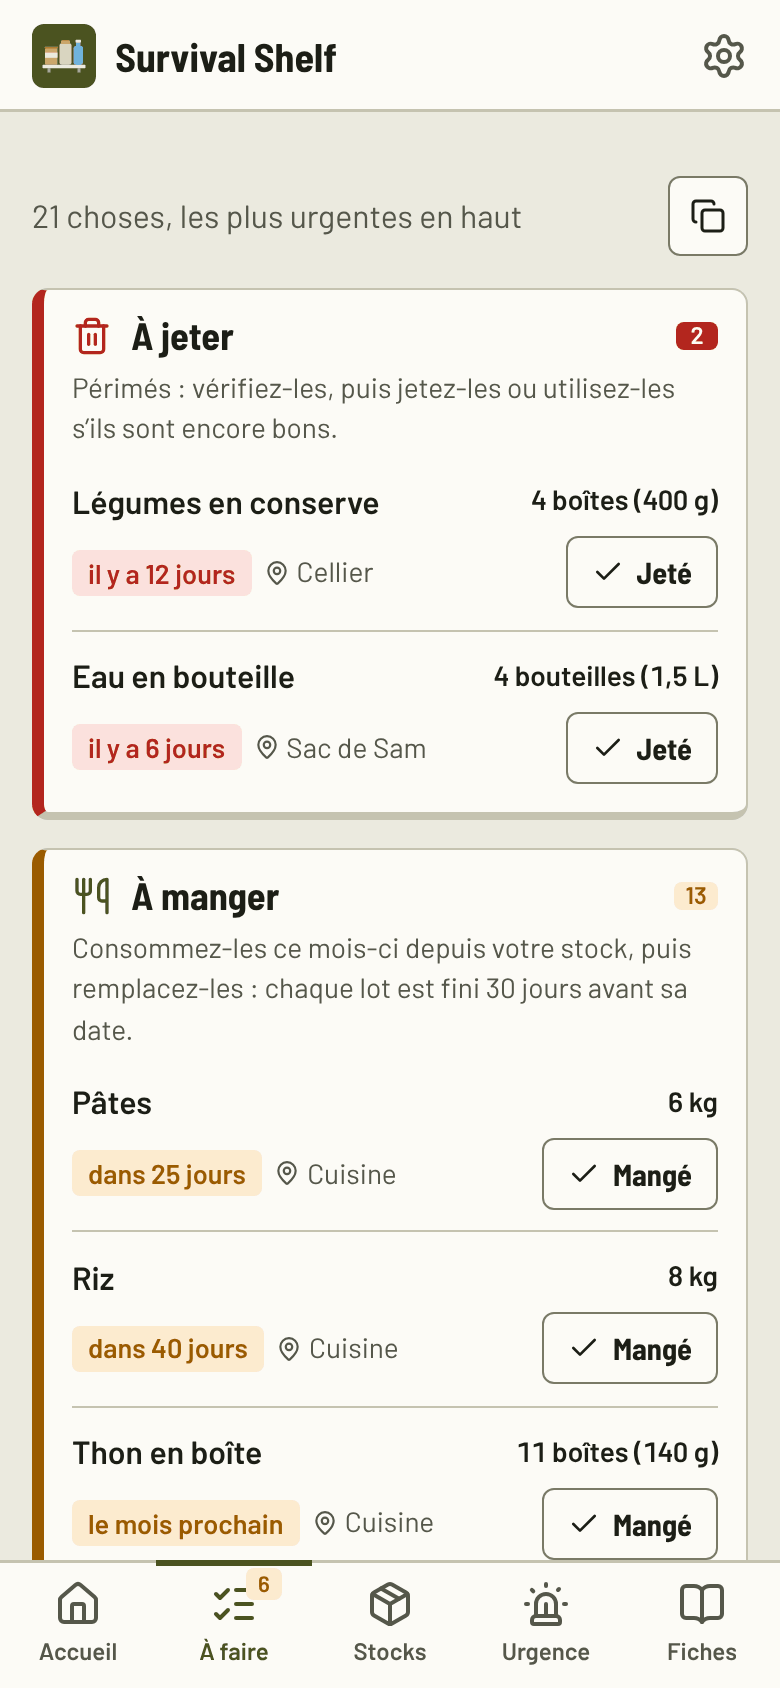 Survival Shelf
21 choses, les plus urgentes en haut
À jeter
2
Périmés : vérifiez-les, puis jetez-les ou utilisez-les
s’ils sont encore bons.
Légumes en conserve
4 boîtes (400 g)
il y a 12 jours
Cellier
Jeté
Eau en bouteille
4 bouteilles (1,5 L)
il y a 6 jours
Sac de Sam
Jeté
À manger
13
Consommez-les ce mois-ci depuis votre stock, puis
remplacez-les : chaque lot est fini 30 jours avant sa
date.
Pâtes
6 kg
dans 25 jours
Cuisine
Mangé
Riz
8 kg
dans 40 jours
Cuisine
Mangé
Thon en boîte
11 boîtes (140 g)
le mois prochain
Cuisine
Mangé
6
Accueil
À faire
Stocks
Urgence
Fiches